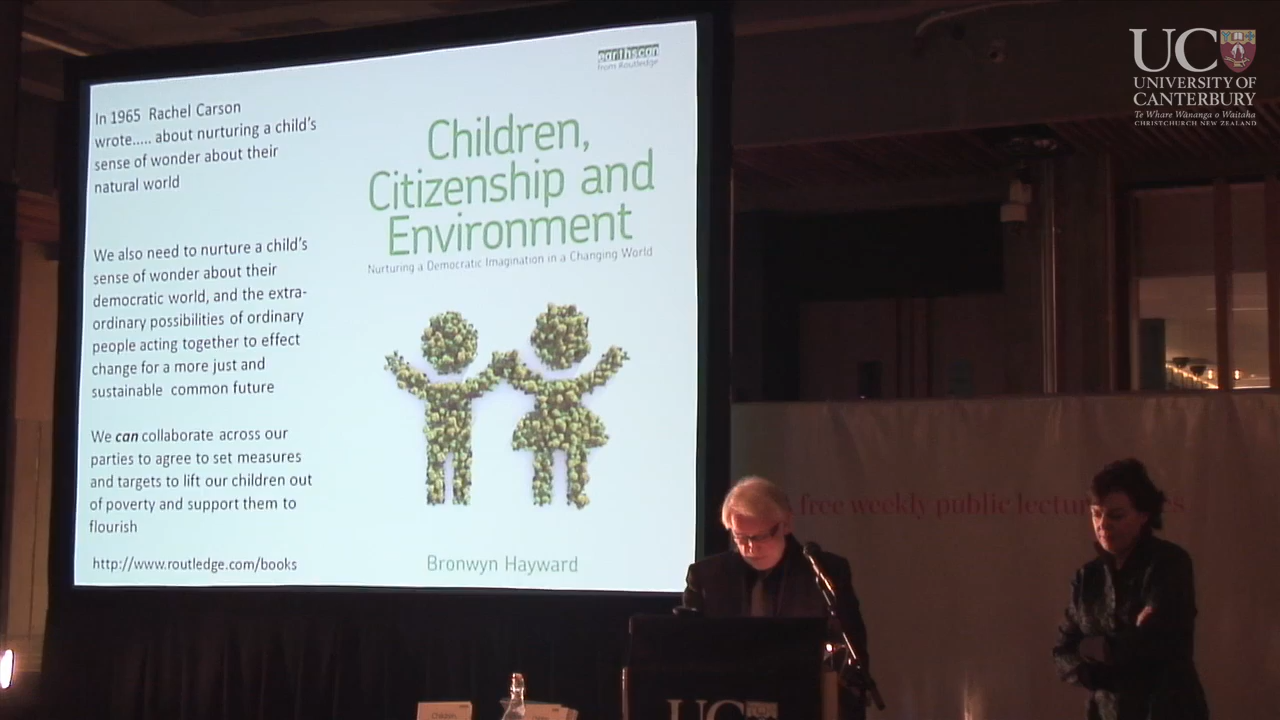 In 1965 Rachel Carson
wrote..... about nurturing a child's
sense of wonder about their
natural world
We also need to nurture a child's
sense of wonder about their
democratic world, and the extra-
ordinary possibilities of ordinary
people acting together to effect
change for a more just and
sustainable common future
We can collaborate across our
parties to agree to set measures
and targets to lift our children out
of poverty and support them to
flourish
http://www.routledge.com/books
earthscan
from Routledge
Children,
Citizenship and
Environment
Nurturing a Democratic Imagination in a Changing World
Bronwyn Hayward
UC
UNIVERSITY OF
CANTERBURY
Te Whare Wānanga o Waitaha
CHRISTCHURCH NEW ZEALAND
free weekly public
UC
Children,